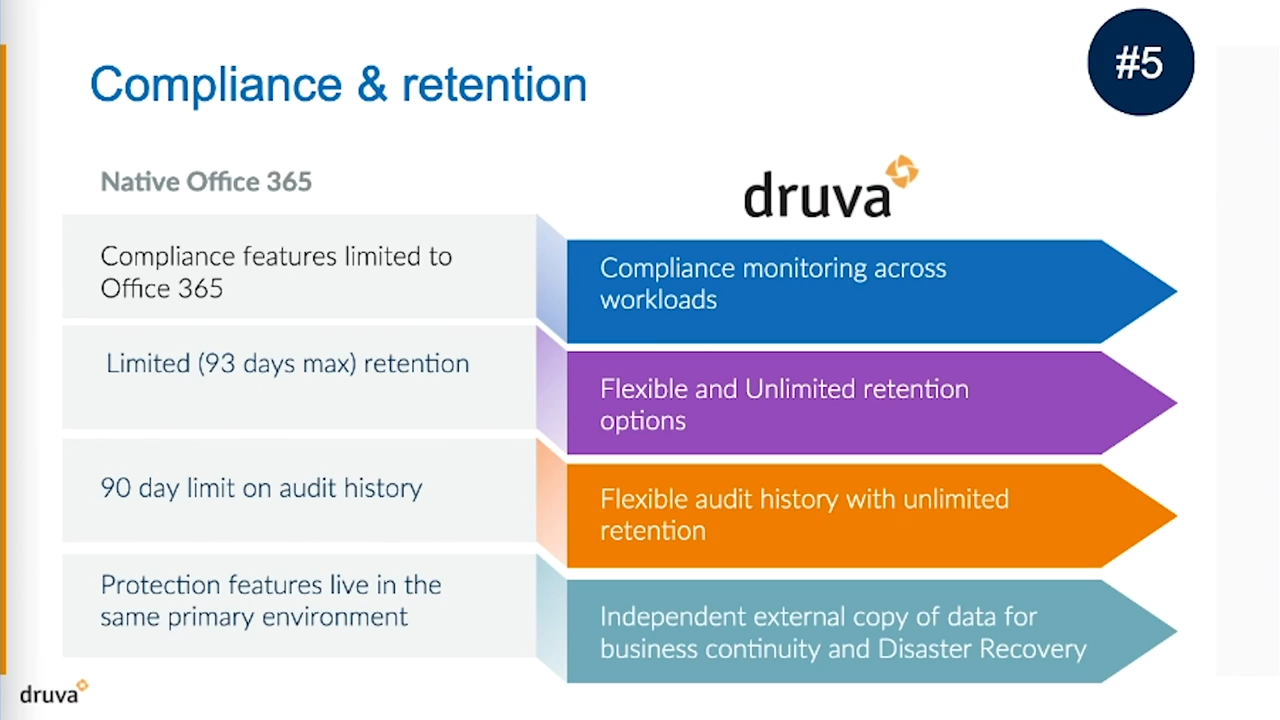 #5
Compliance & retention
Native Office 365
druva
Compliance features limited to
Office 365
Compliance monitoring across
workloads
Limited (93 days max) retention
Flexible and Unlimited retention
options
90 day limit on audit history
Flexible audit history with unlimited
retention
Protection features live in the
same primary environment
Independent external copy of data for
business continuity and Disaster Recovery
druva